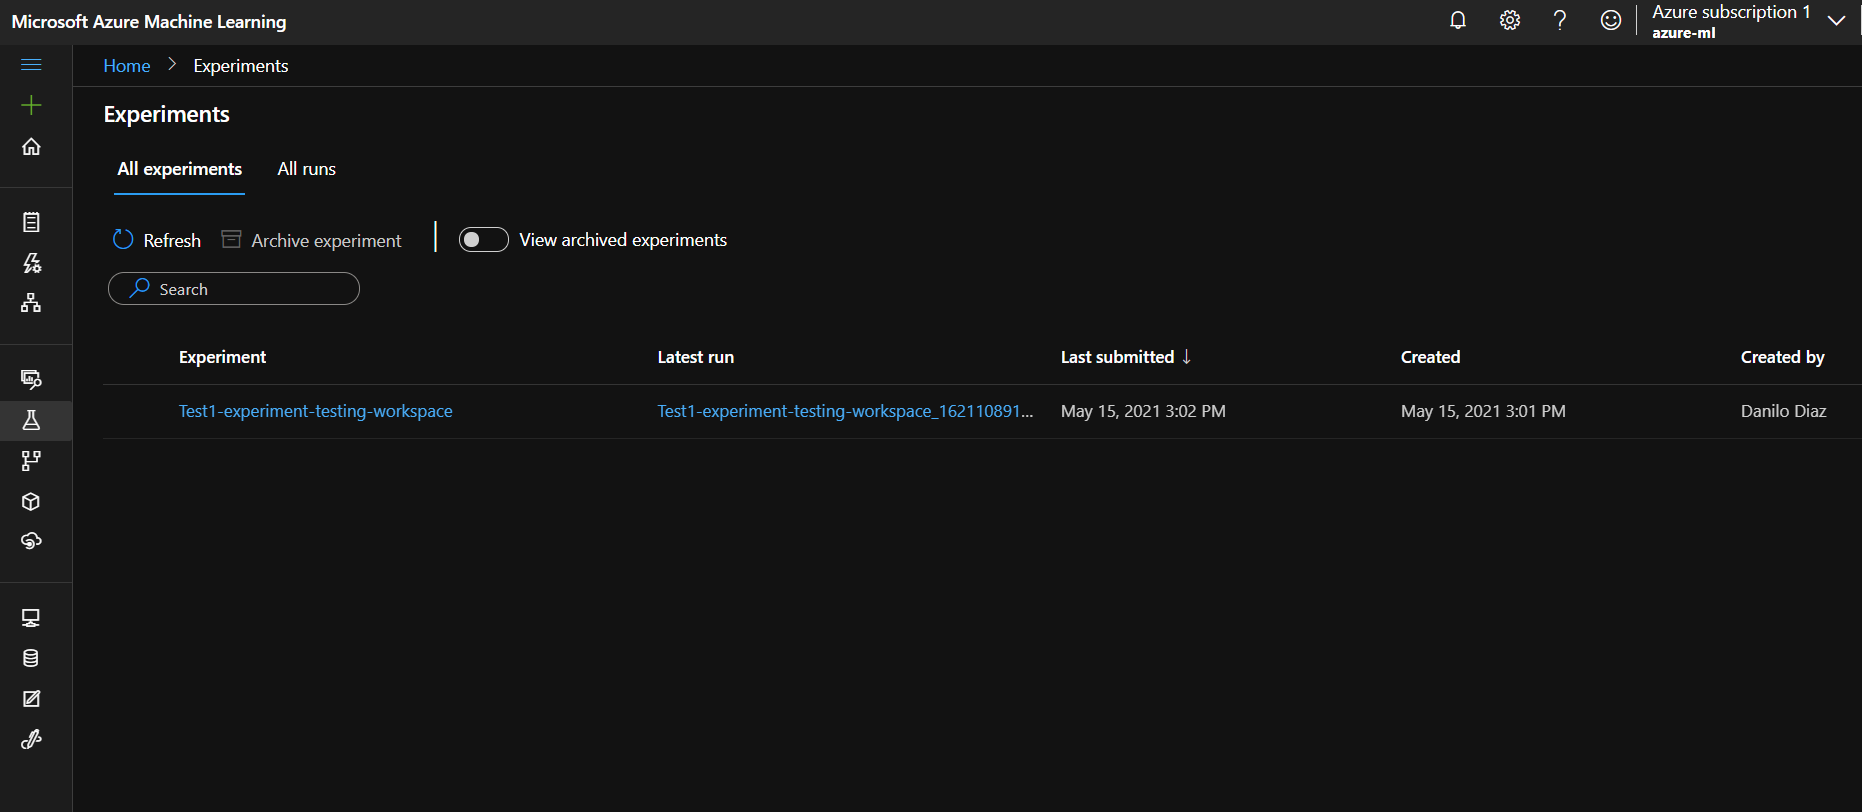 Microsoft Azure Machine Learning
Azure subscription 1
azure-ml
Home > Experiments
Experiments
All experiments All runs
Refresh Archive experiment View archived experiments
Search
Experiment Latest run Last submitted ↓ Created Created by
Test1-experiment-testing-workspace Test1-experiment-testing-workspace_162110891... May 15, 2021 3:02 PM May 15, 2021 3:01 PM Danilo Diaz